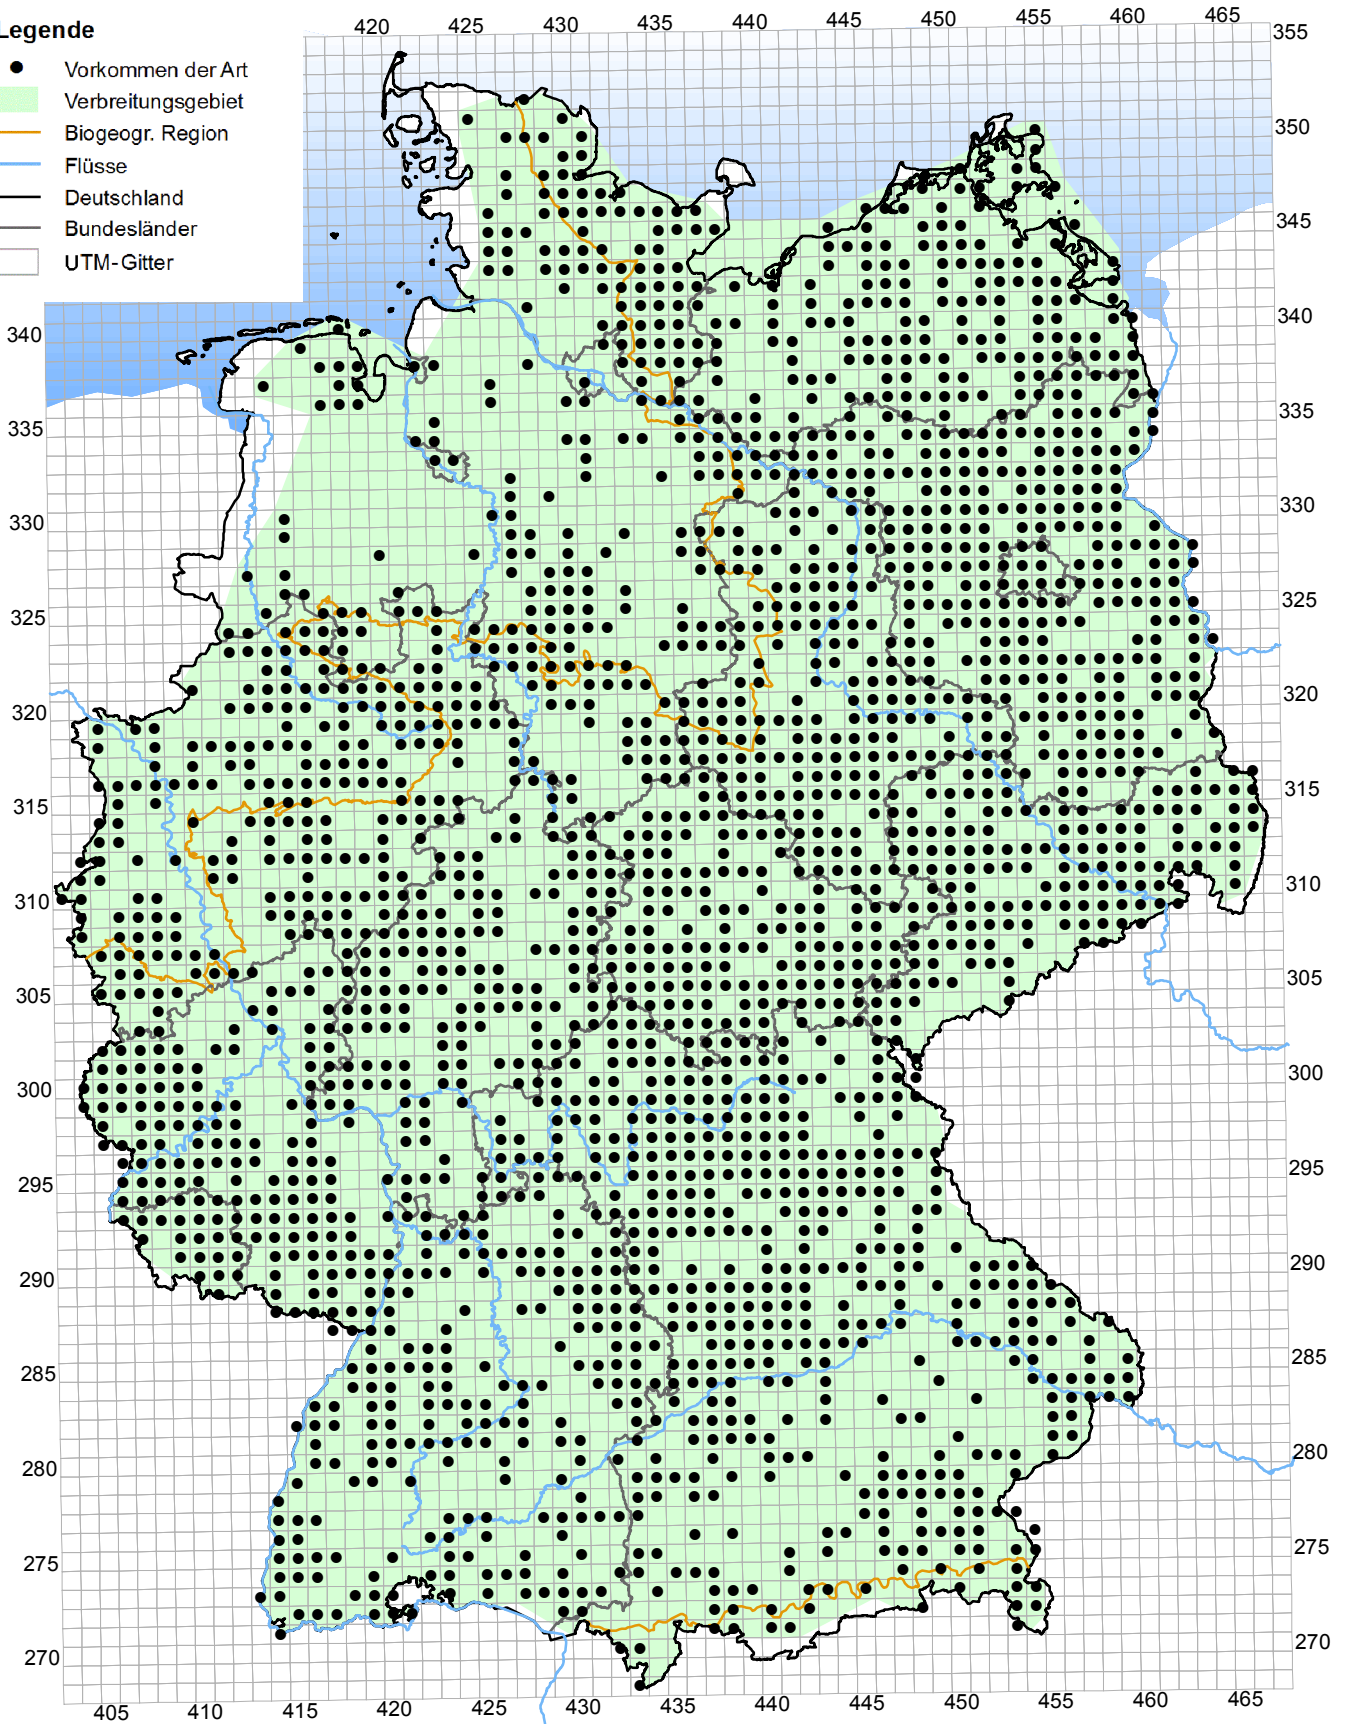 Legende
Vorkommen der Art
Verbreitungsgebiet
Biogeogr. Region
Flüsse
Deutschland
Bundesländer
UTM-Gitter
420 425 430 435 440 445 450 455 460 465
355
350
345
340 340
335 335
330 330
325 325
320 320
315 315
310 310
305 305
300 300
295 295
290 290
285 285
280 280
275 275
270 270
405 410 415 420 425 430 435 440 445 450 455 460 465